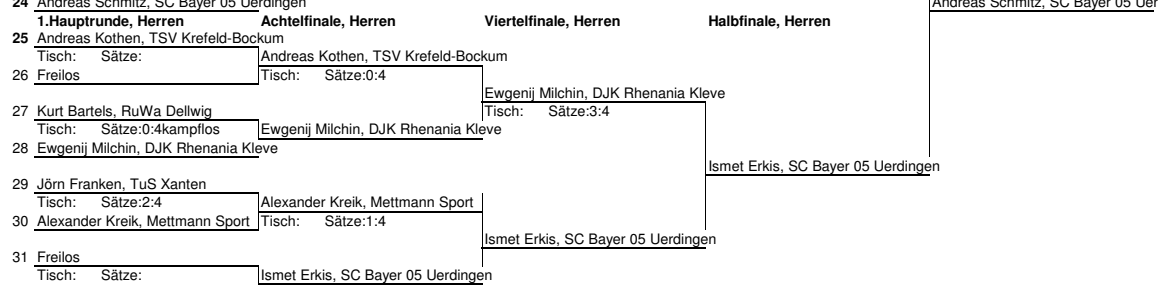 24 Andreas Schmitz, SC Bayer 05 Uerdingen Andreas Schmitz, SC Bayer 05 Uer
1.Hauptrunde, Herren Achtelfinale, Herren Viertelfinale, Herren Halbfinale, Herren
25 Andreas Kothen, TSV Krefeld-Bockum
Tisch: Sätze: Andreas Kothen, TSV Krefeld-Bockum
26 Freilos Tisch: Sätze:0:4
Ewgenij Milchin, DJK Rhenania Kleve
27 Kurt Bartels, RuWa Dellwig Tisch: Sätze:3:4
Tisch: Sätze:0:4kampflos Ewgenij Milchin, DJK Rhenania Kleve
28 Ewgenij Milchin, DJK Rhenania Kleve
Ismet Erkis, SC Bayer 05 Uerdingen
29 Jörn Franken, TuS Xanten
Tisch: Sätze:2:4 Alexander Kreik, Mettmann Sport
30 Alexander Kreik, Mettmann Sport Tisch: Sätze:1:4
Ismet Erkis, SC Bayer 05 Uerdingen
31 Freilos
Tisch: Sätze: Ismet Erkis, SC Bayer 05 Uerdingen